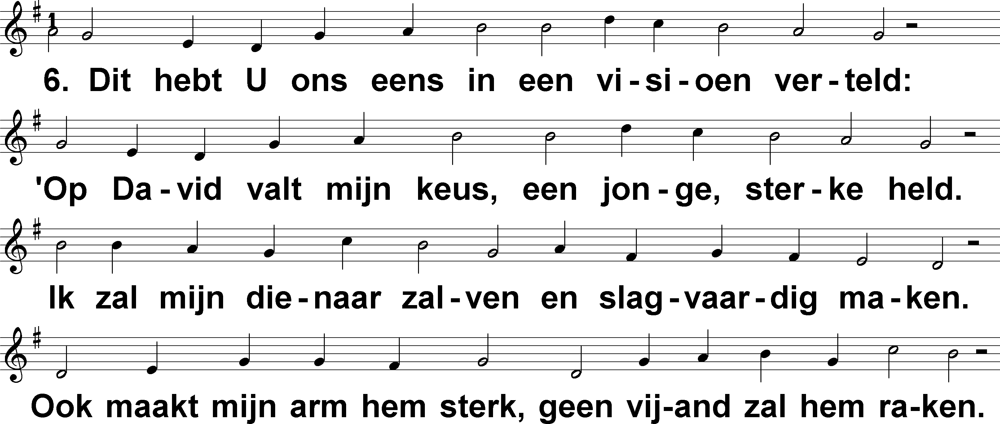 1
6. Dit hebt U ons eens in een vi-si-oen ver-teld:
'Op Da-vid valt mijn keus, een jon-ge, ster-ke held.
Ik zal mijn die-naar zal-ven en slag-vaar-dig ma-ken.
Ook maakt mijn arm hem sterk, geen vij-and zal hem ra-ken.